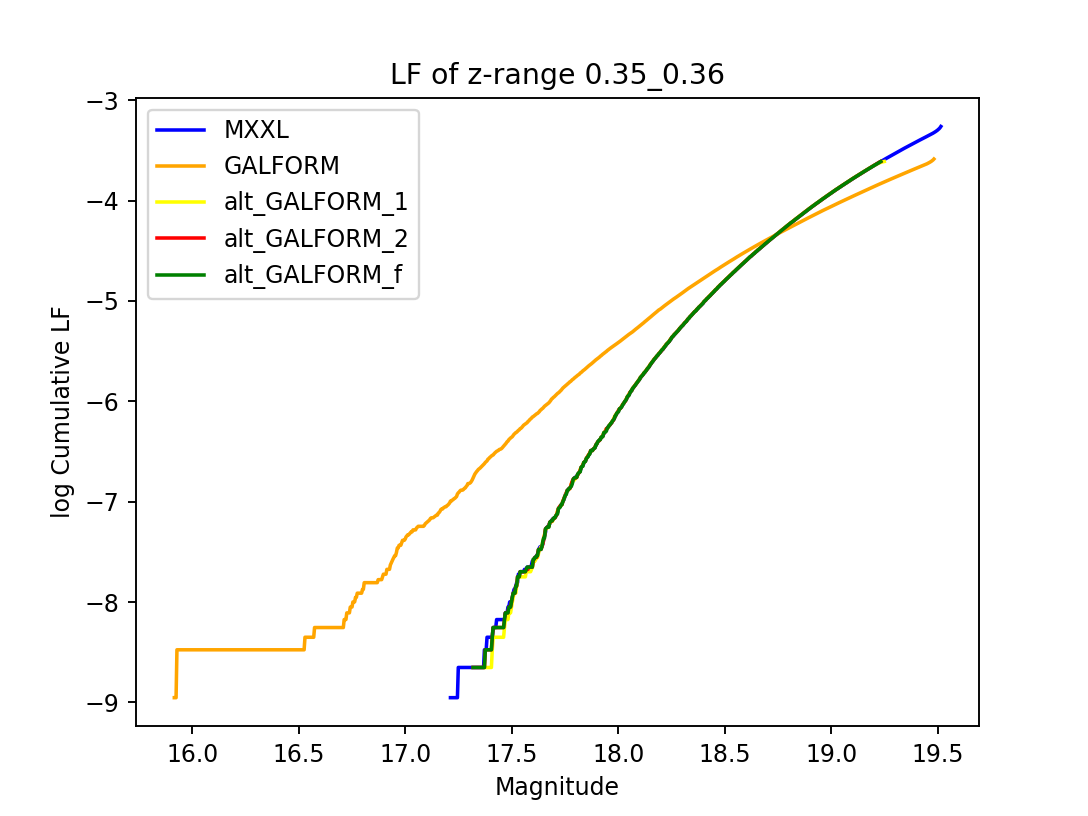 LF of z-range 0.35_0.36
MXXL
GALFORM
alt_GALFORM_1
alt_GALFORM_2
alt_GALFORM_f
log Cumulative LF
−3
−4
−5
−6
−7
−8
−9
16.0 16.5 17.0 17.5 18.0 18.5 19.0 19.5
Magnitude